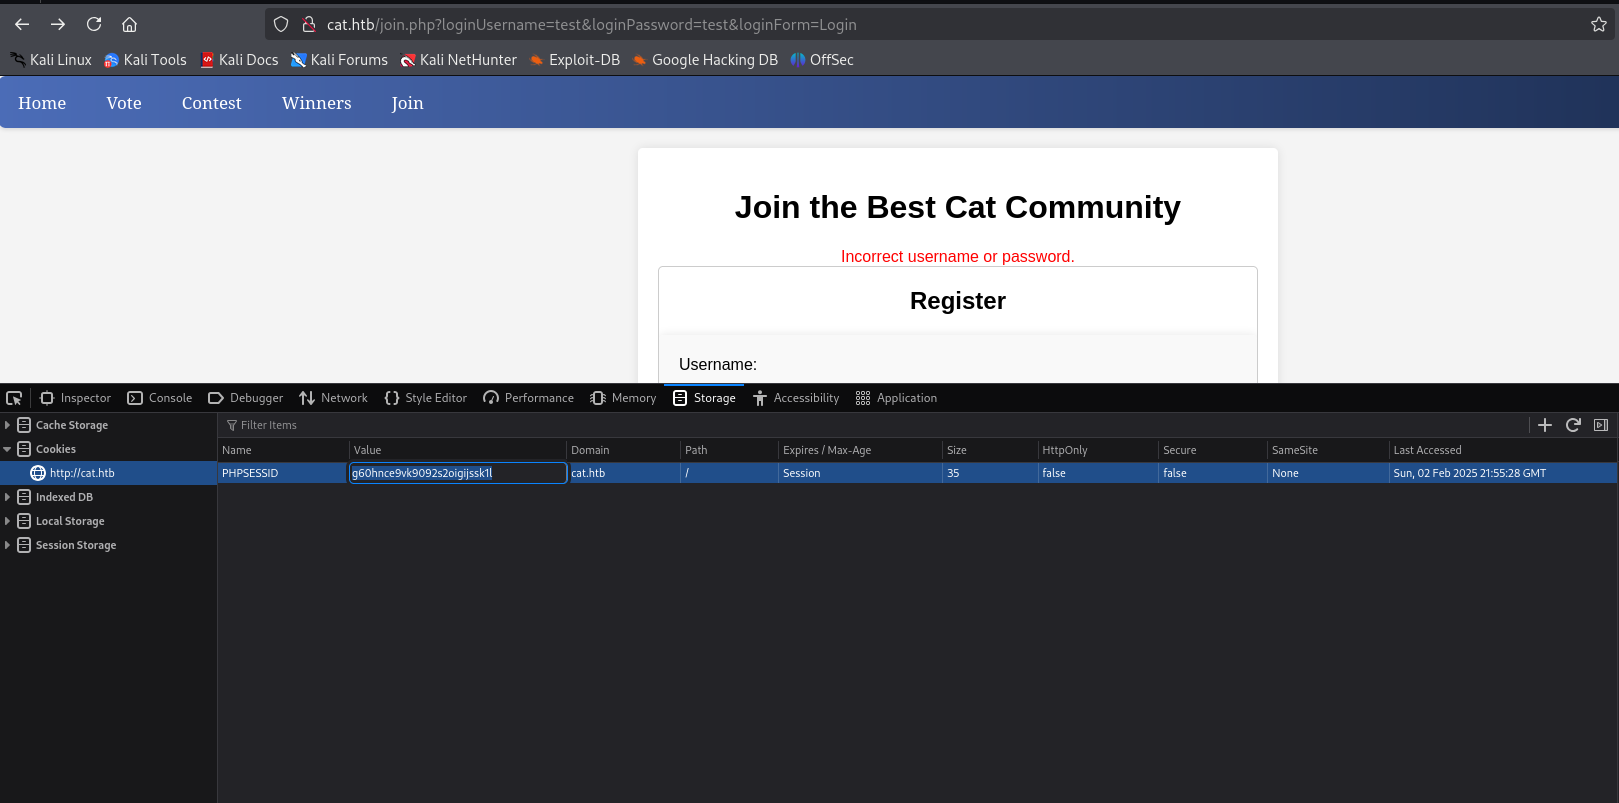 cat.htb/join.php?loginUsername=test&loginPassword=test&loginForm=Login
Kali Linux Kali Tools Kali Docs Kali Forums Kali NetHunter Exploit-DB Google Hacking DB OffSec
Home Vote Contest Winners Join
Join the Best Cat Community
Incorrect username or password.
Register
Username:
Inspector Console Debugger Network Style Editor Performance Memory Storage Accessibility Application
Cache Storage
Cookies
http://cat.htb
Indexed DB
Local Storage
Session Storage
Filter Items
Name Value Domain Path Expires / Max-Age Size HttpOnly Secure SameSite Last Accessed
PHPSESSID g60hnce9vk9092s2oigijssk1l cat.htb / Session 35 false false None Sun, 02 Feb 2025 21:55:28 GMT